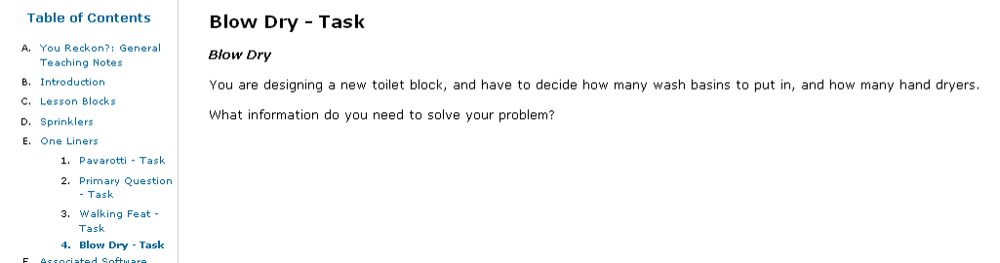 Table of Contents
A. You Reckon?: General
Teaching Notes
B. Introduction
C. Lesson Blocks
D. Sprinklers
E. One Liners
1. Pavarotti - Task
2. Primary Question
- Task
3. Walking Feat -
Task
4. Blow Dry - Task
F. Associated Software
Blow Dry - Task
Blow Dry
You are designing a new toilet block, and have to decide how many wash basins to put in, and how many hand dryers.
What information do you need to solve your problem?